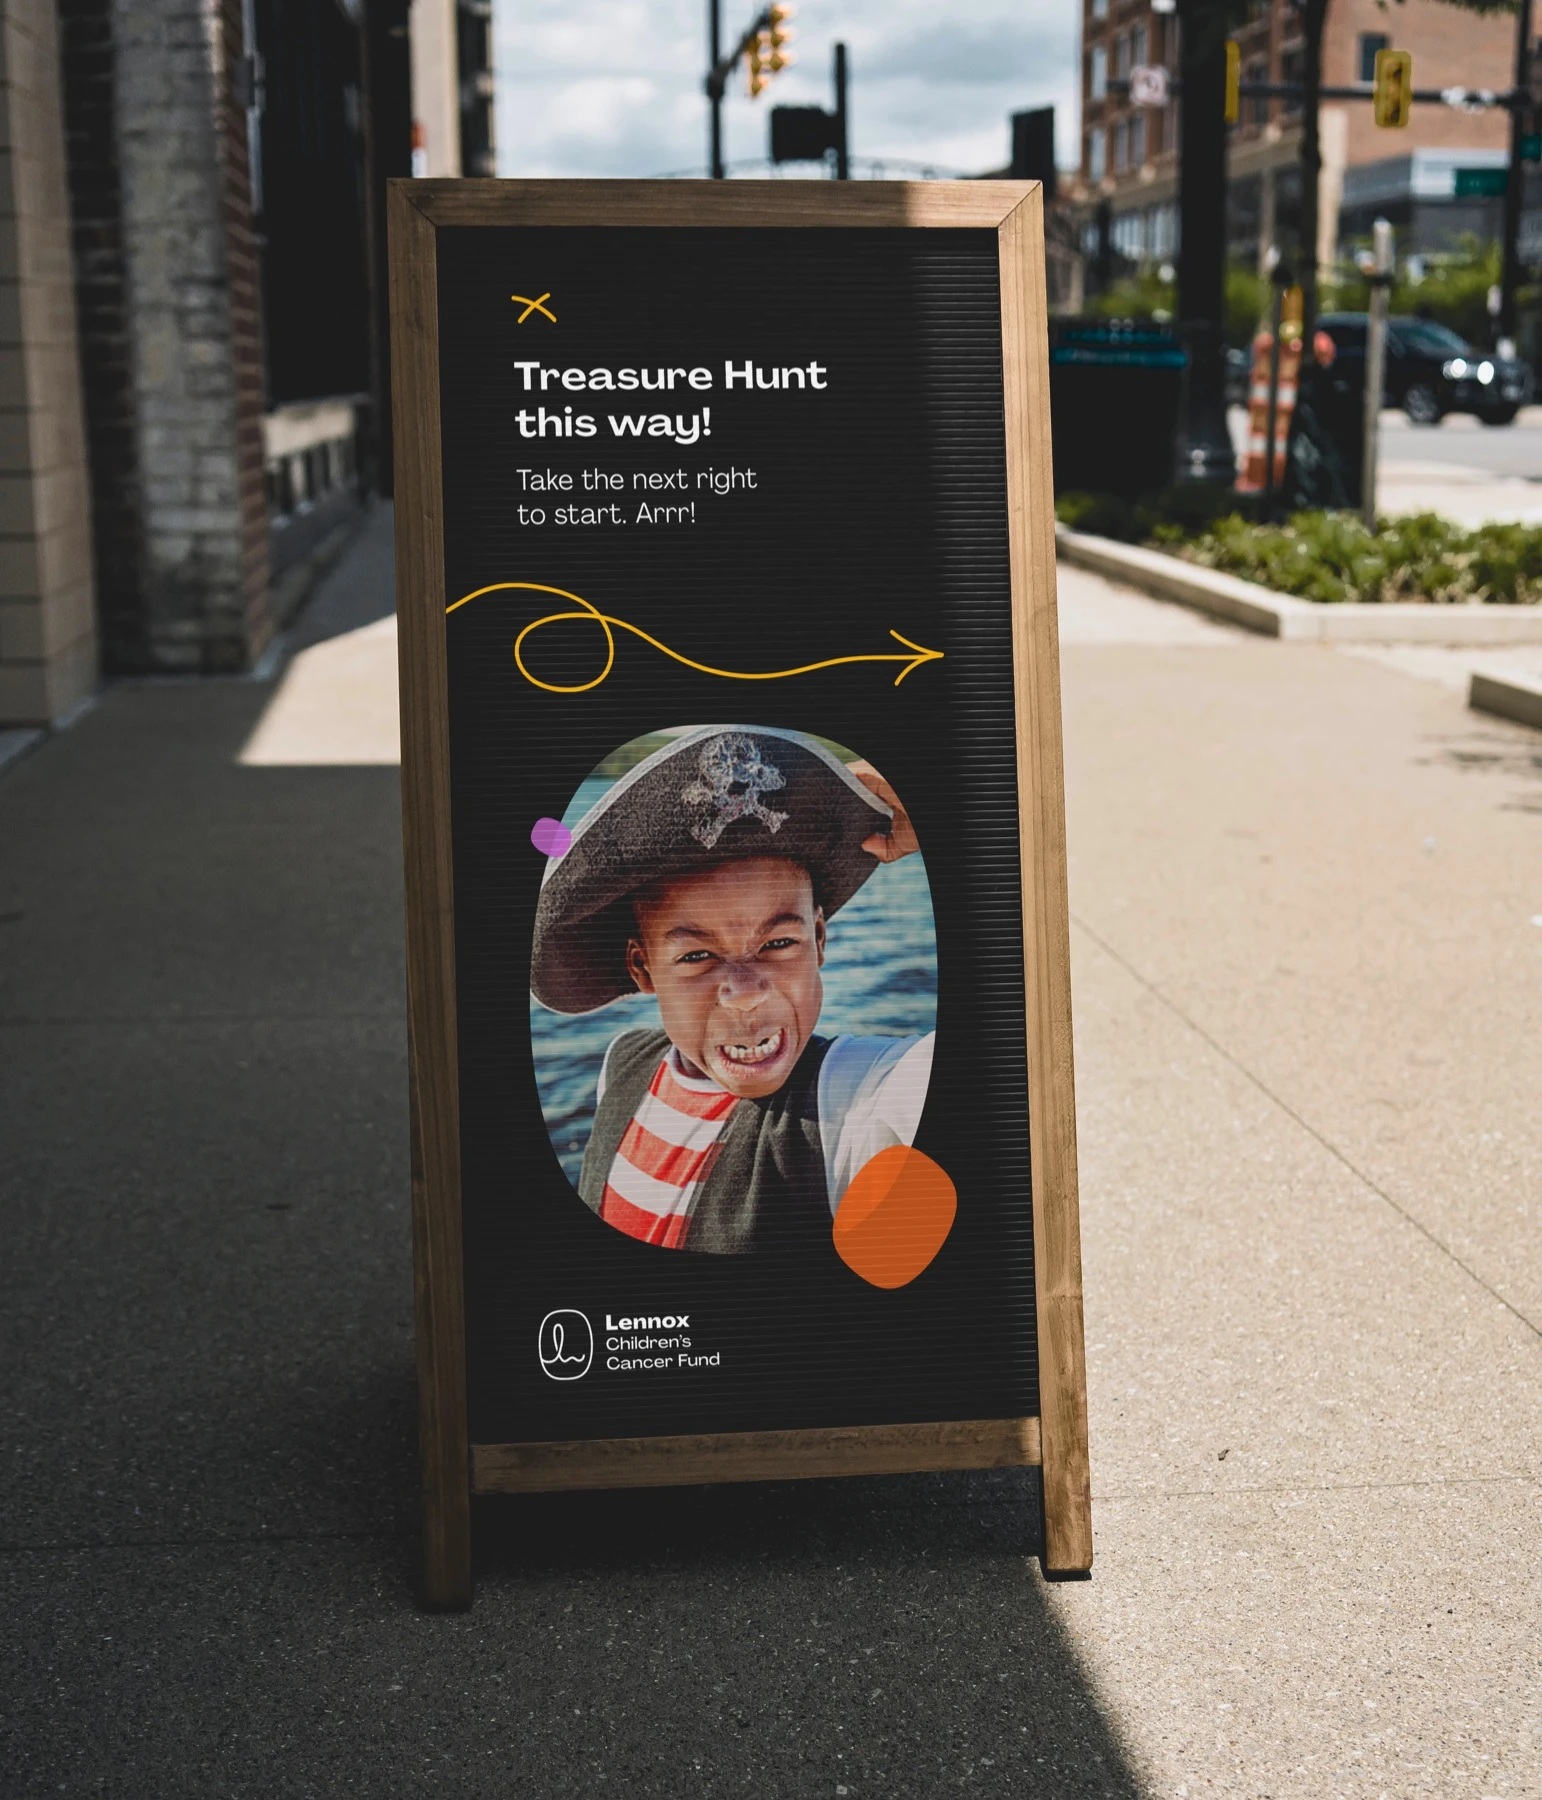 Treasure Hunt
this way!
Take the next right
to start. Arrr!
Lennox
Children's
Cancer Fund